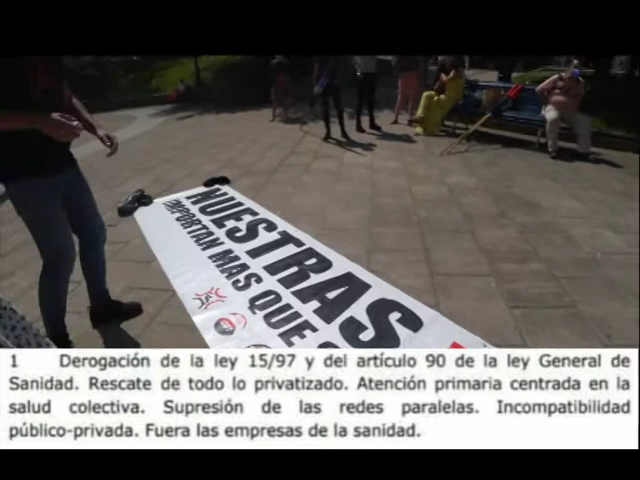 NUESTRAS
IMPORTAN MAS QUE S
1 Derogación de la ley 15/97 y del artículo 90 de la ley General de
Sanidad. Rescate de todo lo privatizado. Atención primaria centrada en la
salud colectiva. Supresión de las redes paralelas. Incompatibilidad
público-privada. Fuera las empresas de la sanidad.